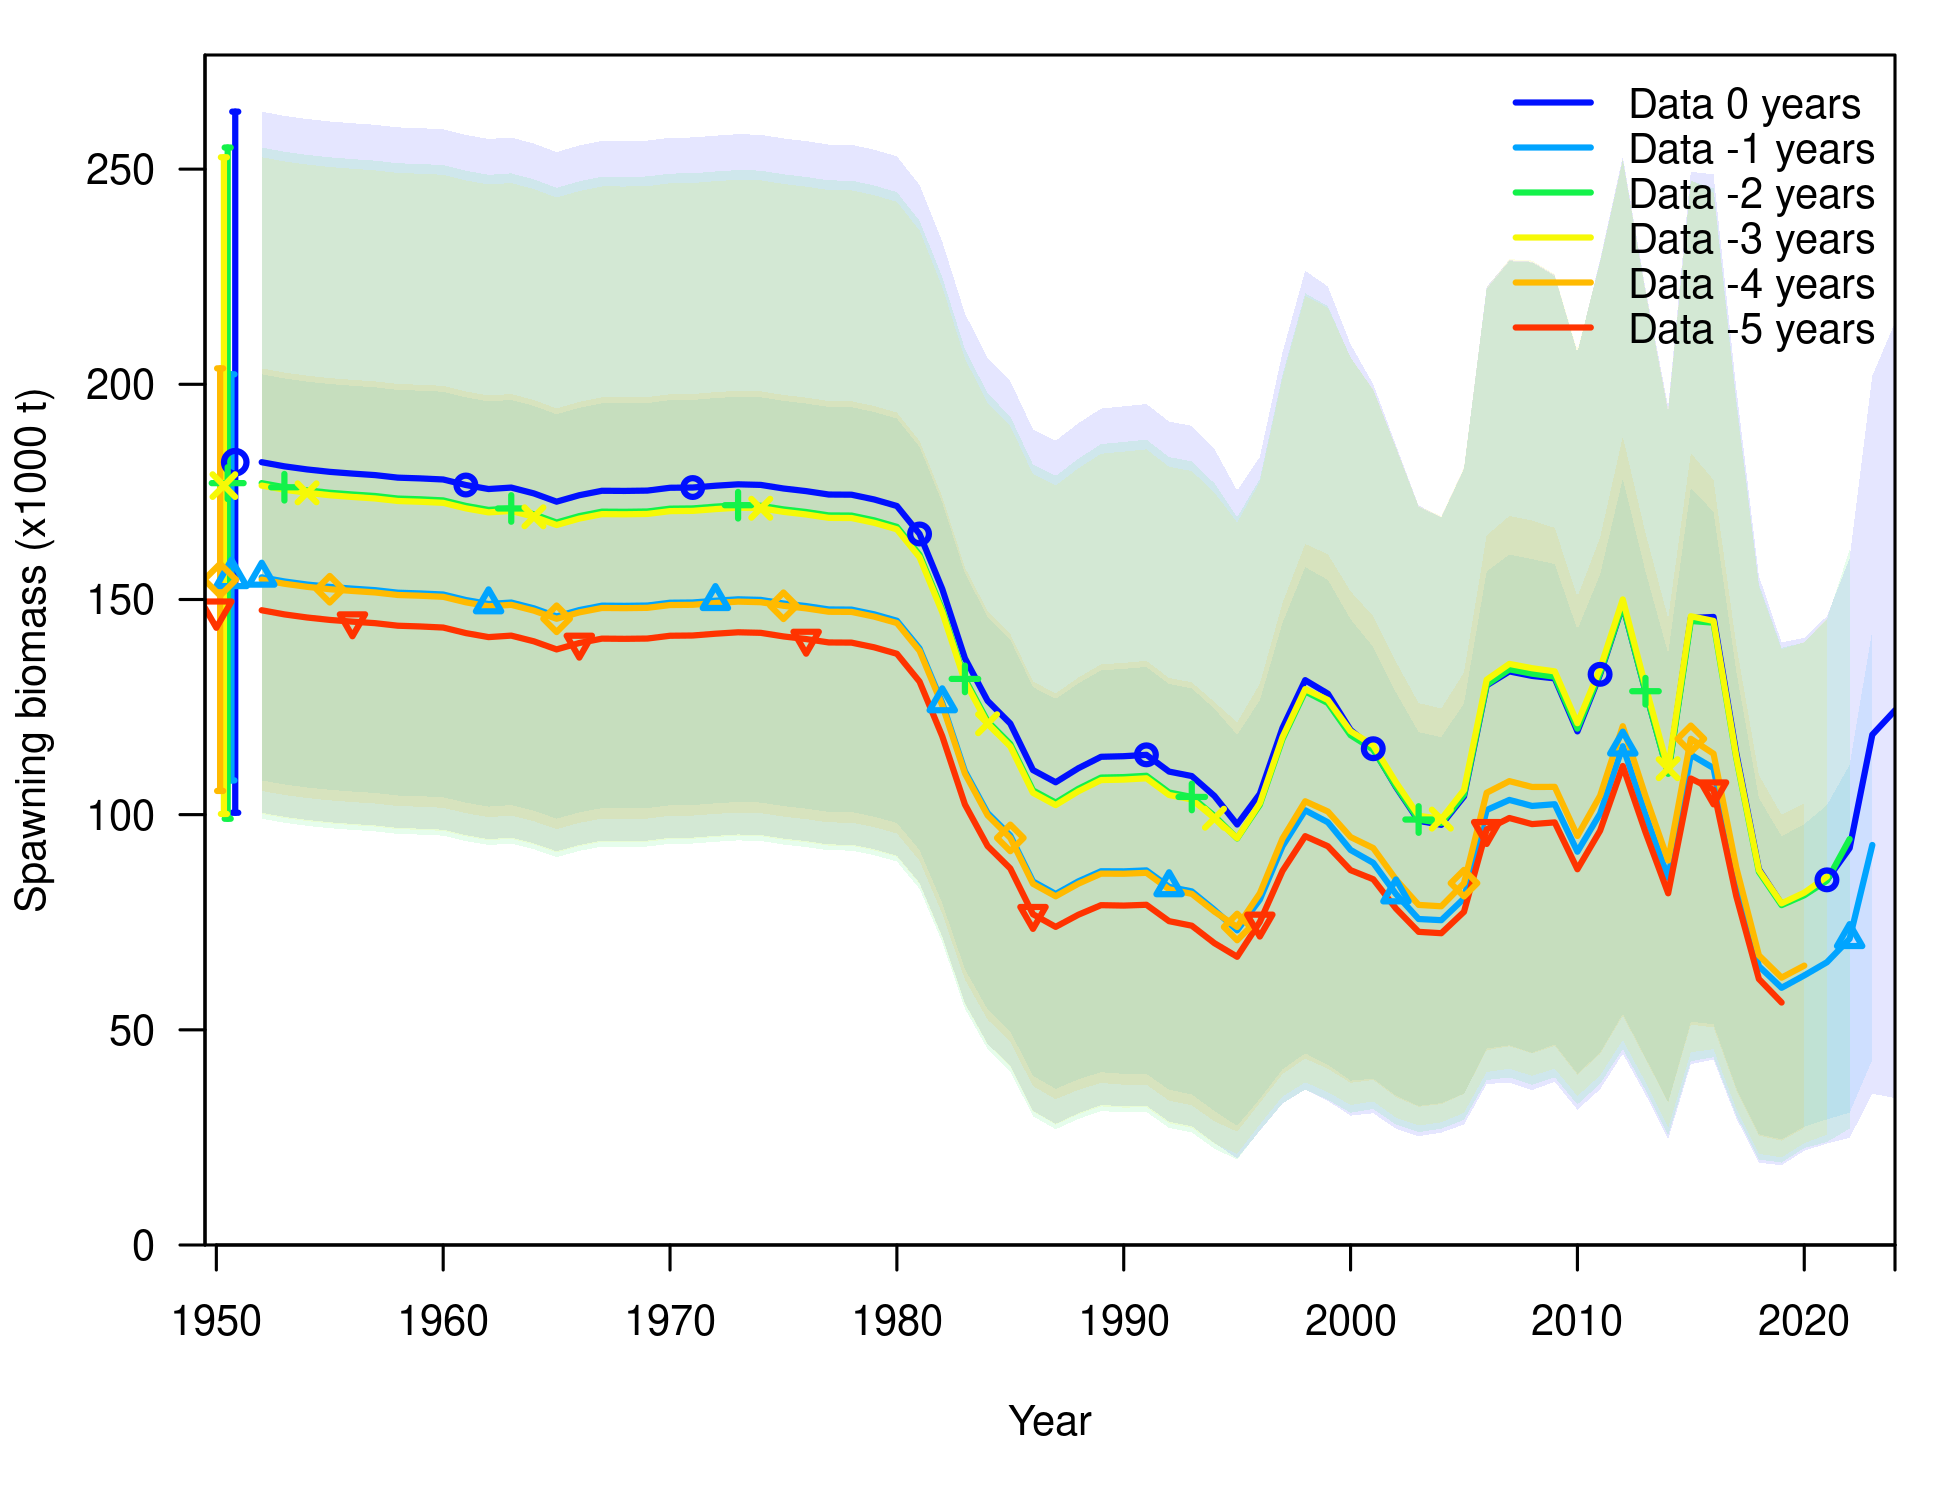 Data 0 years
Data -1 years
Data -2 years
Data -3 years
Data -4 years
Data -5 years
Spawning biomass (x1000 t)
250
200
150
100
50
0
1950 1960 1970 1980 1990 2000 2010 2020
Year